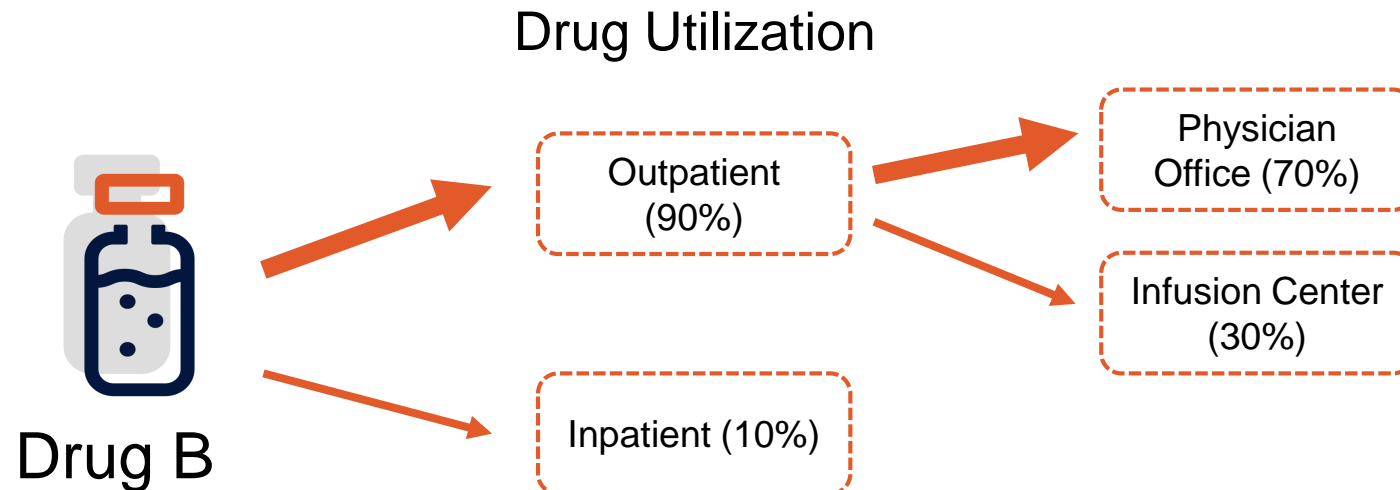 Drug Utilization
Physician
Office (70%)
Outpatient
(90%)
Infusion Center
(30%)
Inpatient (10%)
Drug B